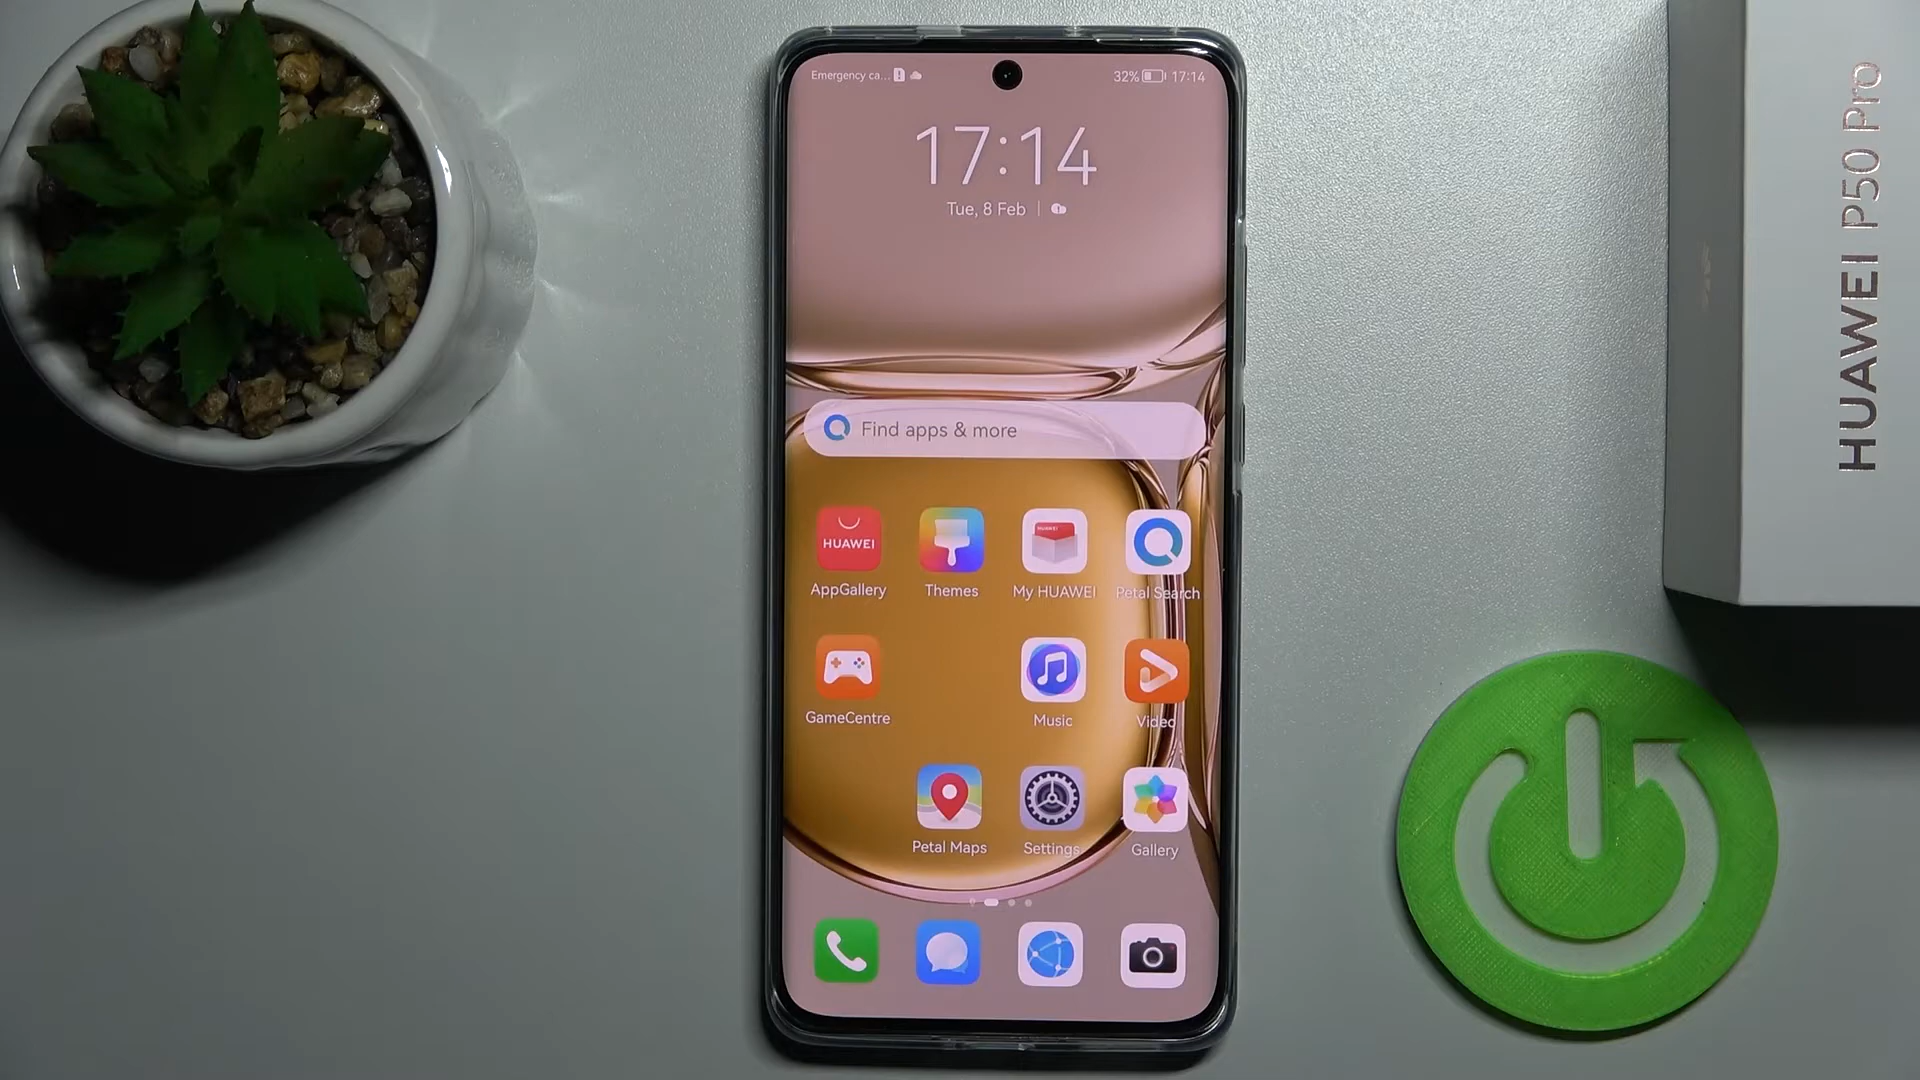 Emergency ca...
32% 17:14
17:14
Tue, 8 Feb
Find apps & more
HUAWEI
HUAWEI
AppGallery
Themes
My HUAWEI
Petal Search
GameCentre
Music
Video
Petal Maps
Settings
Gallery
HUAWEI P50 Pro